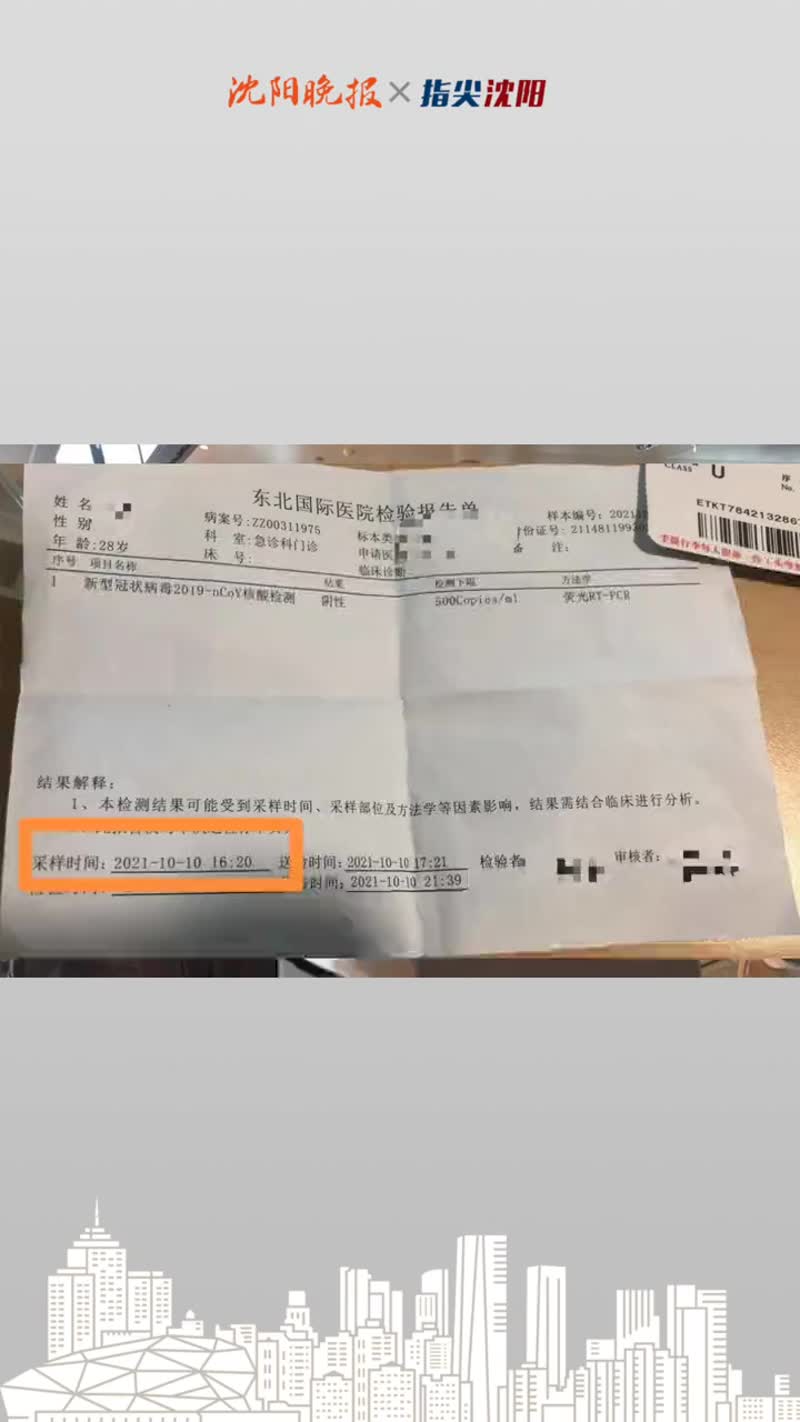 沈阳晚报×指尖沈阳
东北国际医院检验报告单
姓 名
性 别
年 龄:28岁
病案号:ZZ00311975
科 室:急诊科门诊
床 号:
标本类
申请医
临床诊断
样本编号:2021
份证号:
备 注:
序号 项目名称 结果 检测下限 方法学
1 新型冠状病毒2019-nCoV核酸检测 阴性 500Copies/ml 荧光RT-PCR
结果解释:
1、本检测结果可能受到采样时间、采样部位及方法学等因素影响,结果需结合临床进行分析。
采样时间:2021-10-10 16:20 送检时间:2021-10-10 17:21 检验者 审核者:
时间:2021-10-10 21:39
CLASS U
序
No.